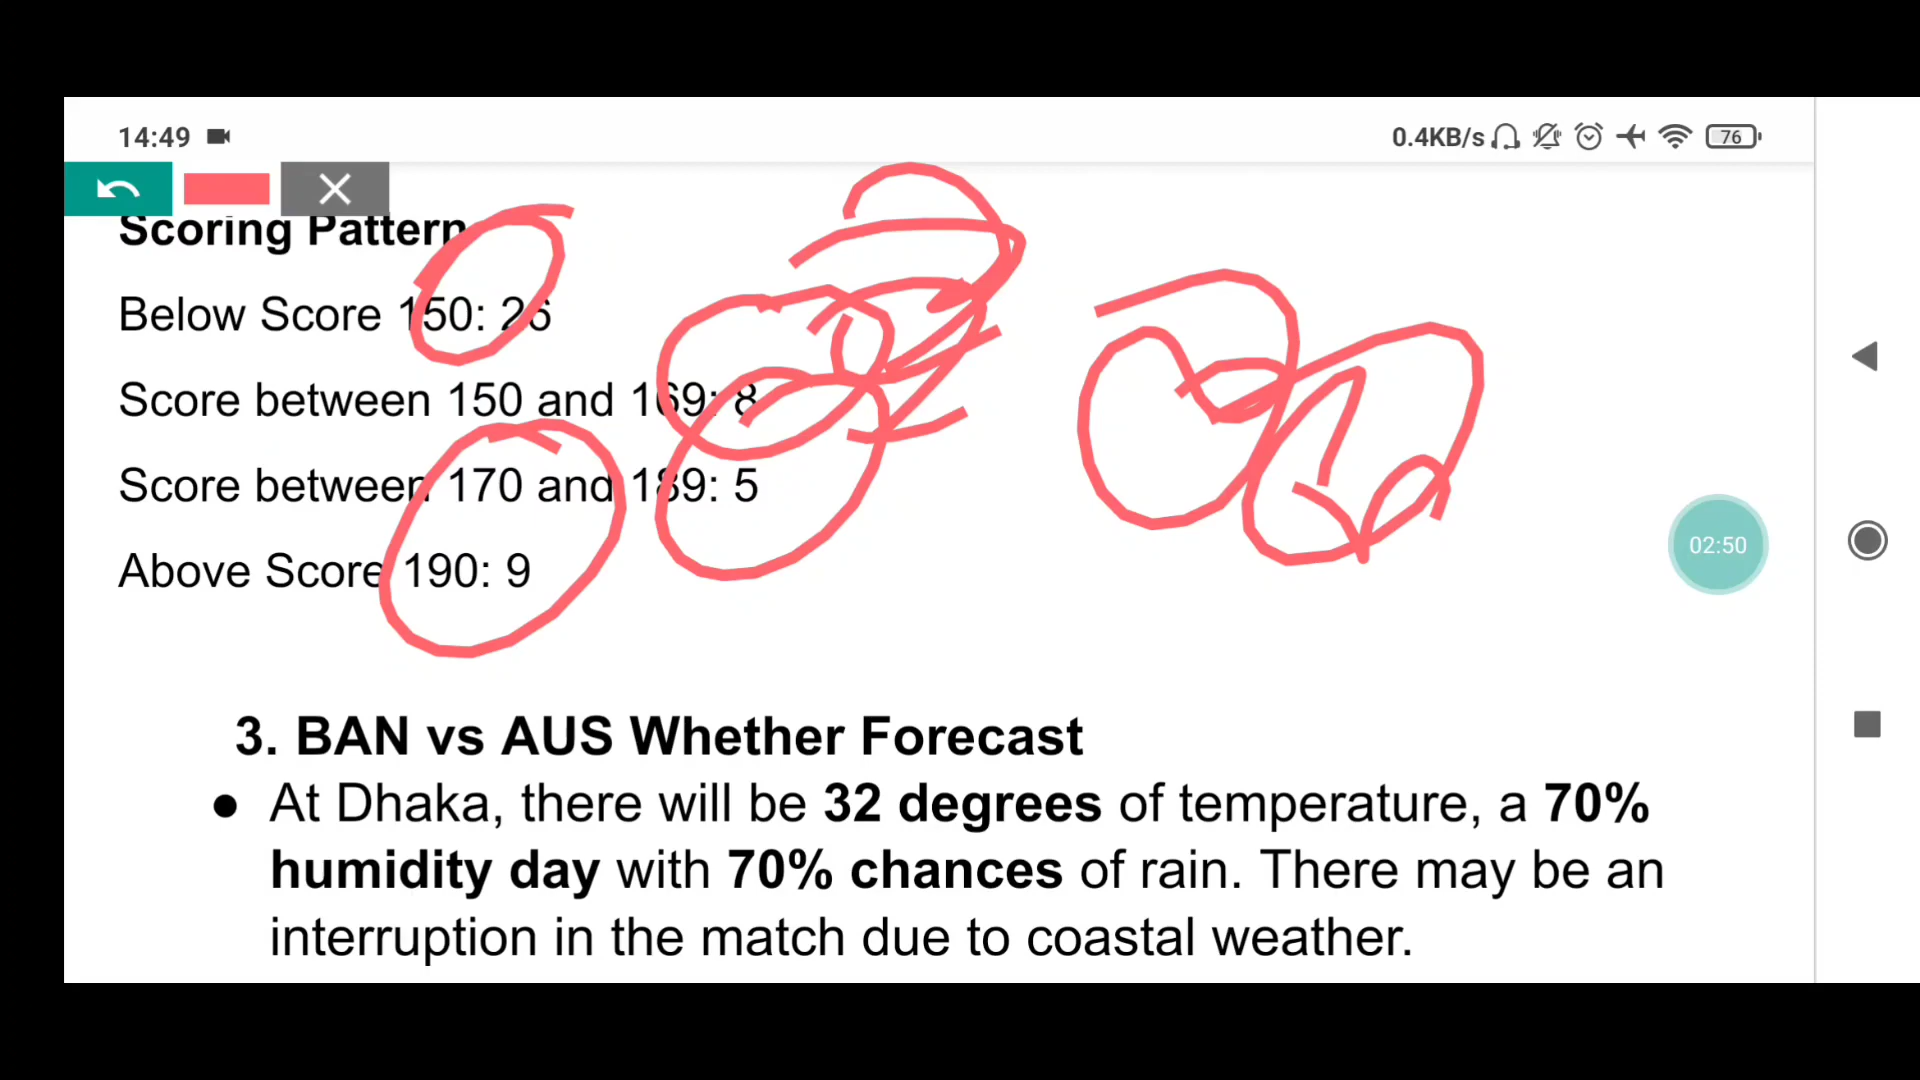 14:49
0.4KB/s
76
Scoring Pattern
Below Score 150: 26
Score between 150 and 169: 8
Score between 170 and 189: 5
02:50
Above Score 190: 9
3. BAN vs AUS Whether Forecast
● At Dhaka, there will be 32 degrees of temperature, a 70%
humidity day with 70% chances of rain. There may be an
interruption in the match due to coastal weather.